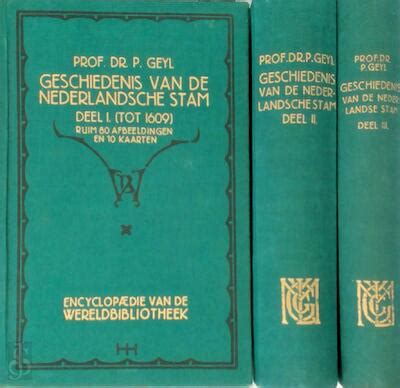 PROF. DR. P. GEYL
GESCHIEDENIS VAN DE
NEDERLANDSCHE STAM
DEEL I. (TOT 1609)
RUIM 80 AFBEELDINGEN
EN 10 KAARTEN
ENCYCLOPÆDIE VAN DE
WERELDBIBLIOTHEEK
PROF. DR. P. GEYL
GESCHIEDENIS
VAN DE NEDER-
LANDSCHE STAM
DEEL II.
PROF. DR.
P. GEYL
GESCHIEDENIS
VAN DE NEDER-
LANDSE STAM
DEEL III.